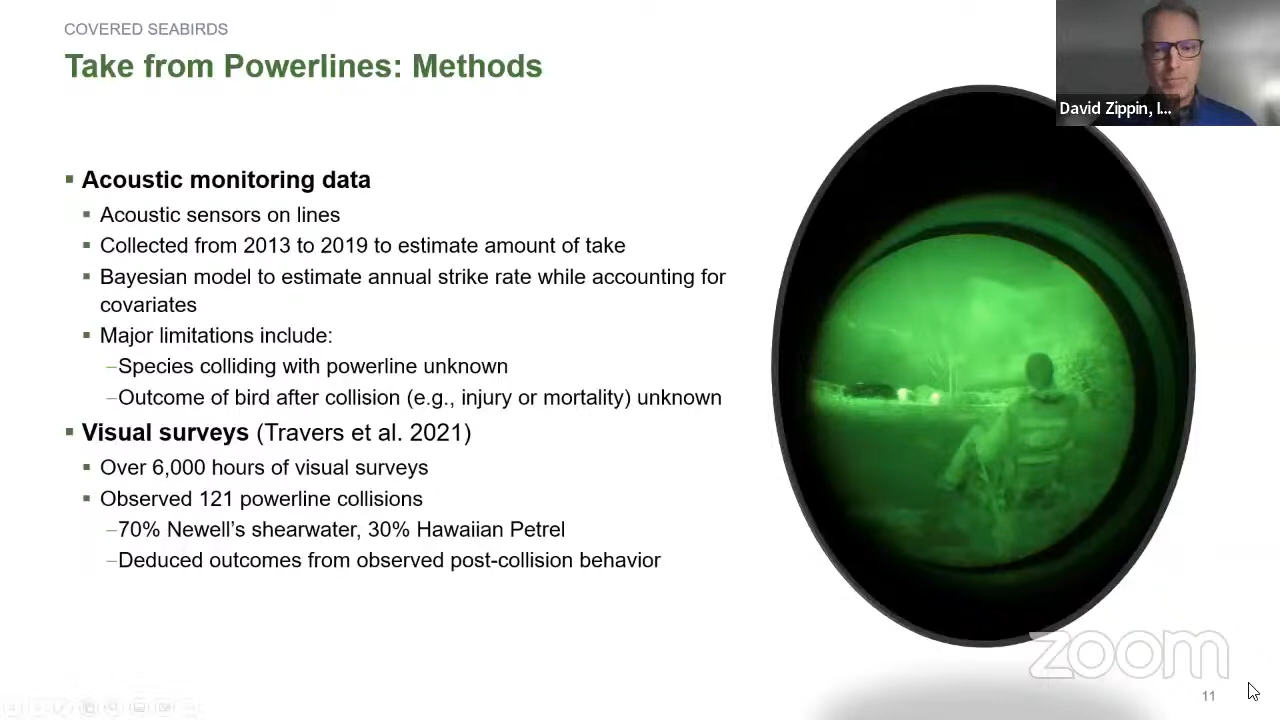 COVERED SEABIRDS
Take from Powerlines: Methods
David Zippin, I...
▪ Acoustic monitoring data
▪ Acoustic sensors on lines
▪ Collected from 2013 to 2019 to estimate amount of take
▪ Bayesian model to estimate annual strike rate while accounting for
covariates
▪ Major limitations include:
–Species colliding with powerline unknown
–Outcome of bird after collision (e.g., injury or mortality) unknown
▪ Visual surveys (Travers et al. 2021)
▪ Over 6,000 hours of visual surveys
▪ Observed 121 powerline collisions
–70% Newell’s shearwater, 30% Hawaiian Petrel
–Deduced outcomes from observed post-collision behavior
zoom
11